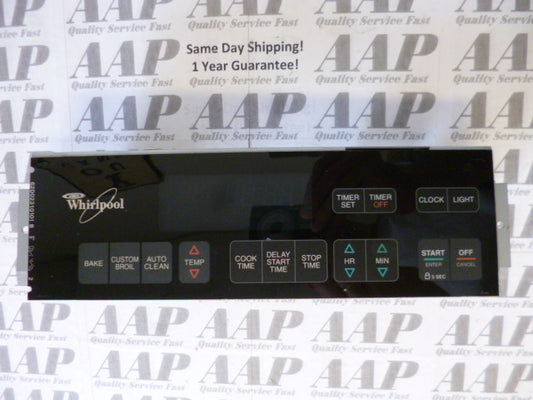 Same Day Shipping!
1 Year Guarantee!
AAP
Quality Service Fast
Whirlpool
TIMER SET
TIMER OFF
CLOCK
LIGHT
BAKE
CUSTOM BROIL
AUTO CLEAN
TEMP
COOK TIME
DELAY START TIME
STOP TIME
HR
MIN
START
ENTER
5 SEC
OFF
CANCEL